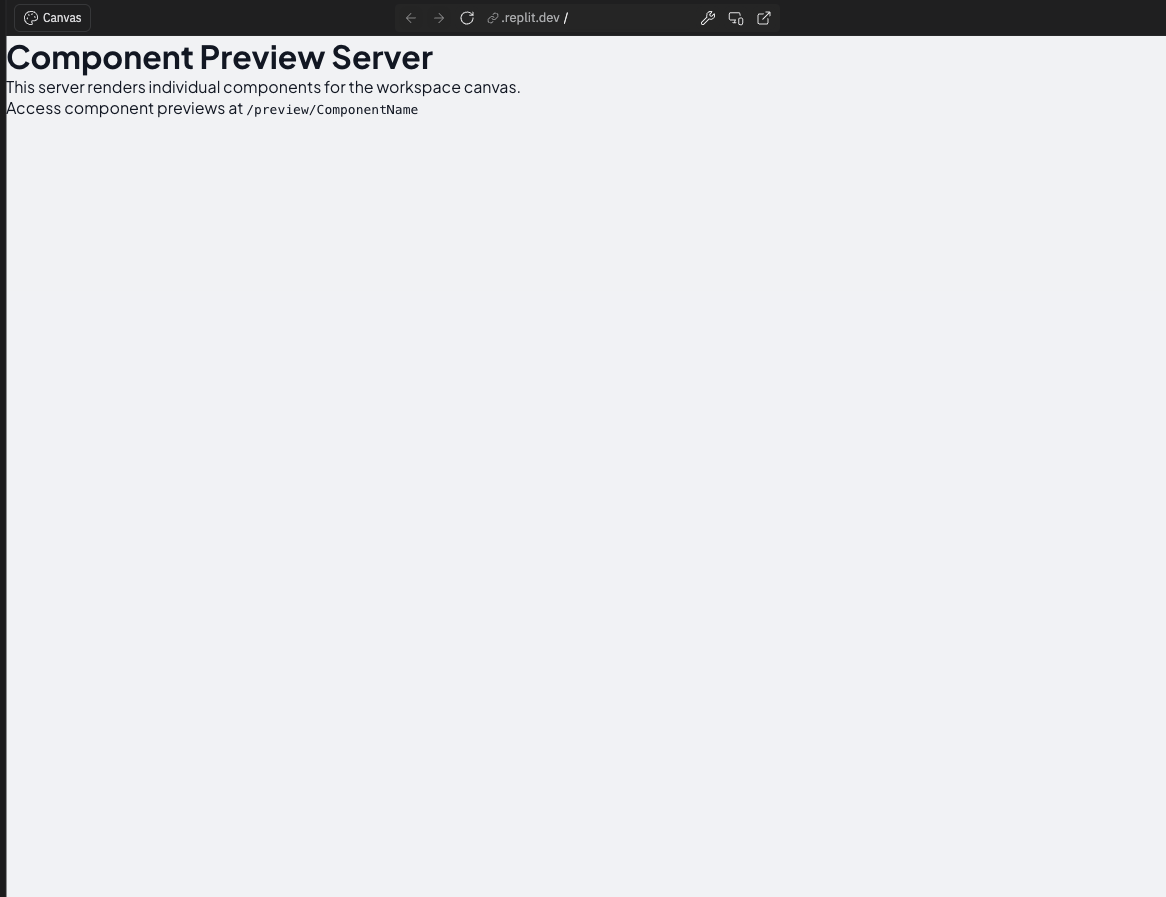 Canvas
.replit.dev /
Component Preview Server
This server renders individual components for the workspace canvas.
Access component previews at /preview/ComponentName